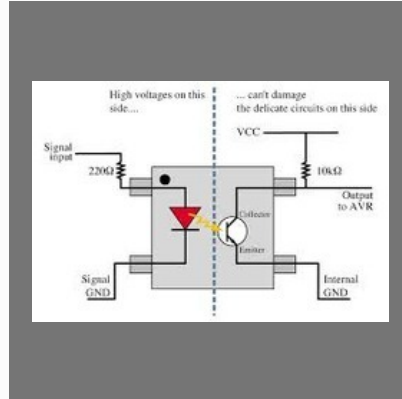 High voltages on this
side....
... can't damage
the delicate circuits on this side
VCC
Signal
input
220Ω
10kΩ
Output
to AVR
Collector
Emitter
Signal
GND
Internal
GND